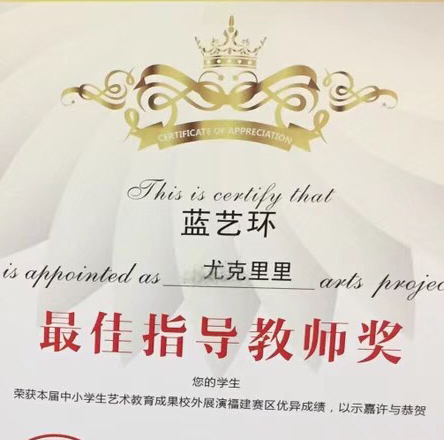 CERTIFICATE OF APPRECIATION
This is certify that
蓝艺环
is appointed as 尤克里里 arts projec
最佳指导教师奖
您的学生
荣获本届中小学生艺术教育成果校外展演福建赛区优异成绩，以示嘉许与恭贺